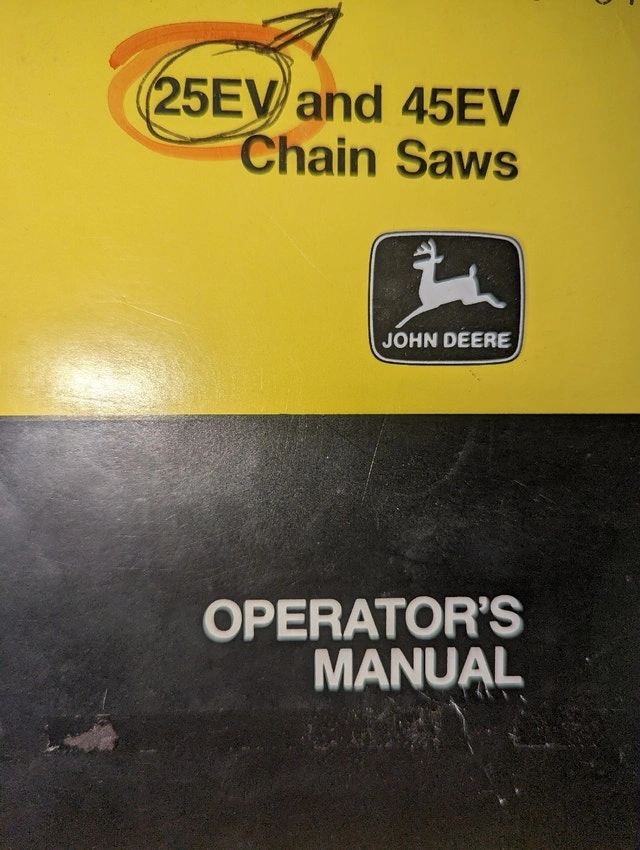 25EV and 45EV
Chain Saws
JOHN DEERE
OPERATOR'S
MANUAL